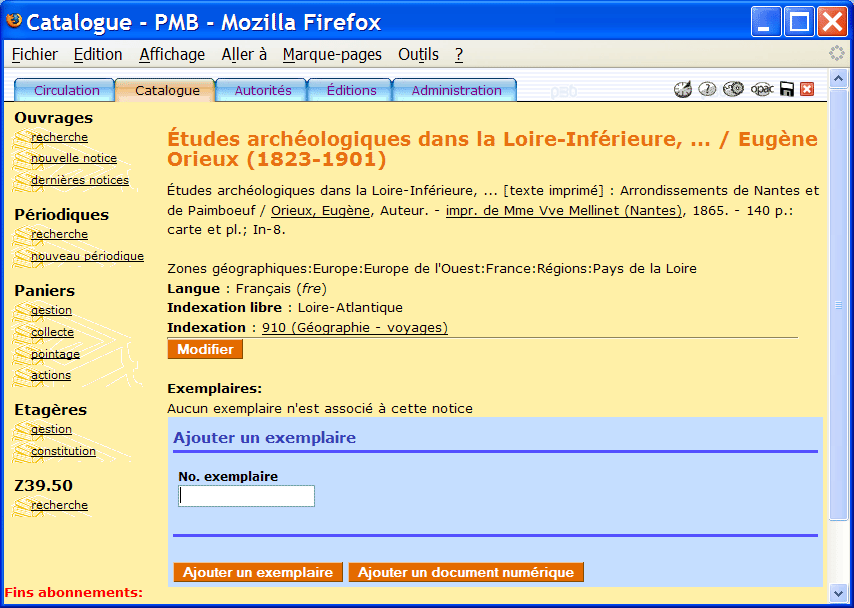 Catalogue - PMB - Mozilla Firefox
Fichier Edition Affichage Aller à Marque-pages Outils ?
Circulation Catalogue Autorités Éditions Administration pmb opac
Ouvrages
recherche
nouvelle notice
dernières notices
Périodiques
recherche
nouveau périodique
Paniers
gestion
collecte
pointage
actions
Etagères
gestion
constitution
Z39.50
recherche
Fins abonnements:
Études archéologiques dans la Loire-Inférieure, ... / Eugène
Orieux (1823-1901)
Études archéologiques dans la Loire-Inférieure, ... [texte imprimé] : Arrondissements de Nantes et
de Paimboeuf / Orieux, Eugène, Auteur. - impr. de Mme Vve Mellinet (Nantes), 1865. - 140 p.:
carte et pl.; In-8.
Zones géographiques:Europe:Europe de l'Ouest:France:Régions:Pays de la Loire
Langue : Français (fre)
Indexation libre : Loire-Atlantique
Indexation : 910 (Géographie - voyages)
Modifier
Exemplaires:
Aucun exemplaire n'est associé à cette notice
Ajouter un exemplaire
No. exemplaire
Ajouter un exemplaire Ajouter un document numérique